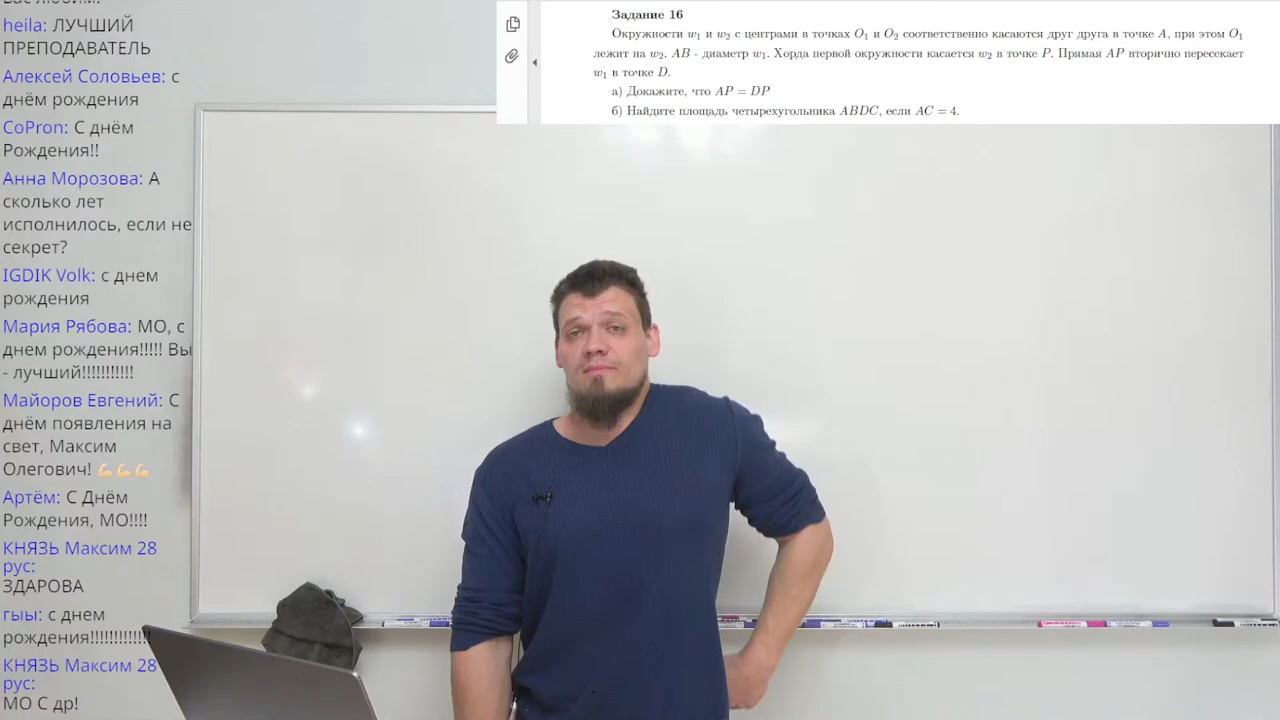 Задание 16
Окружности w₁ и w₂ с центрами в точках O₁ и O₂ соответственно касаются друг друга в точке A, при этом O₁
лежит на w₂. AB - диаметр w₁. Хорда первой окружности касается w₂ в точке P. Прямая AP вторично пересекает
w₁ в точке D.
а) Докажите, что AP = DP
б) Найдите площадь четырехугольника ABDC, если AC = 4.
heila: ЛУЧШИЙ
ПРЕПОДАВАТЕЛЬ
Алексей Соловьев: с
днём рождения
CoPron: С днём
Рождения!!
Анна Морозова: А
сколько лет
исполнилось, если не
секрет?
IGDIK Volk: с днем
рождения
Мария Рябова: МО, с
днем рождения!!!!! Вы
- лучший!!!!!!!!!!!
Майоров Евгений: С
днём появления на
свет, Максим
Олегович! 💪🏻💪🏻💪🏻
Артём: С Днём
Рождения, МО!!!!
КНЯЗЬ Максим 28
рус:
ЗДАРОВА
гыы: с днем
рождения!!!!!!!!!!!
КНЯЗЬ Максим 28
рус:
МО С др!